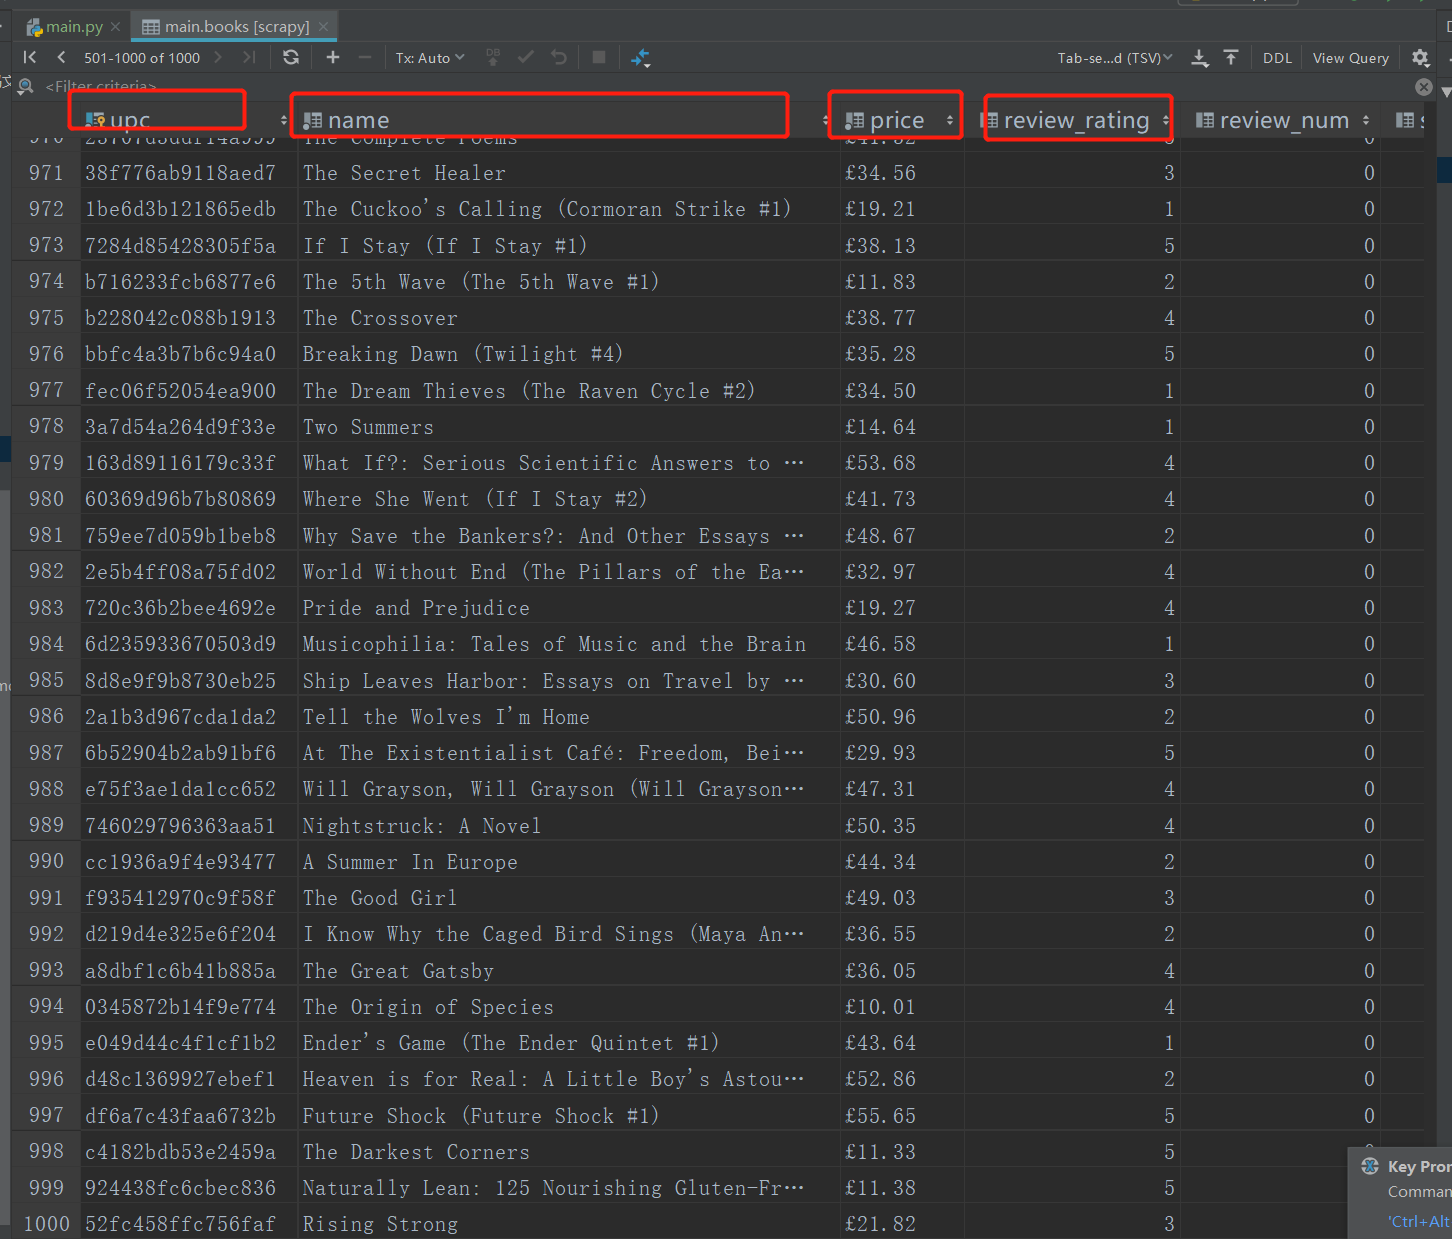 main.py
main.books [scrapy]
501-1000 of 1000 Tx: Auto DB Tab-se...d (TSV) DDL View Query
<Filter criteria>
upc name price review_rating review_num s
970 23767d3ddf14a999 The Complete Poems £41.32 0
971 38f776ab9118aed7 The Secret Healer £34.56 3 0
972 1be6d3b121865edb The Cuckoo's Calling (Cormoran Strike #1) £19.21 1 0
973 7284d85428305f5a If I Stay (If I Stay #1) £38.13 5 0
974 b716233fcb6877e6 The 5th Wave (The 5th Wave #1) £11.83 2 0
975 b228042c088b1913 The Crossover £38.77 4 0
976 bbfc4a3b7b6c94a0 Breaking Dawn (Twilight #4) £35.28 5 0
977 fec06f52054ea900 The Dream Thieves (The Raven Cycle #2) £34.50 1 0
978 3a7d54a264d9f33e Two Summers £14.64 1 0
979 163d89116179c33f What If?: Serious Scientific Answers to … £53.68 4 0
980 60369d96b7b80869 Where She Went (If I Stay #2) £41.73 4 0
981 759ee7d059b1beb8 Why Save the Bankers?: And Other Essays … £48.67 2 0
982 2e5b4ff08a75fd02 World Without End (The Pillars of the Ea… £32.97 4 0
983 720c36b2bee4692e Pride and Prejudice £19.27 4 0
984 6d235933670503d9 Musicophilia: Tales of Music and the Brain £46.58 1 0
985 8d8e9f9b8730eb25 Ship Leaves Harbor: Essays on Travel by … £30.60 3 0
986 2a1b3d967cda1da2 Tell the Wolves I'm Home £50.96 2 0
987 6b52904b2ab91bf6 At The Existentialist Café: Freedom, Bei… £29.93 5 0
988 e75f3ae1da1cc652 Will Grayson, Will Grayson (Will Grayson… £47.31 4 0
989 746029796363aa51 Nightstruck: A Novel £50.35 4 0
990 cc1936a9f4e93477 A Summer In Europe £44.34 2 0
991 f935412970c9f58f The Good Girl £49.03 3 0
992 d219d4e325e6f204 I Know Why the Caged Bird Sings (Maya An… £36.55 2 0
993 a8dbf1c6b41b885a The Great Gatsby £36.05 4 0
994 0345872b14f9e774 The Origin of Species £10.01 4 0
995 e049d44c4f1cf1b2 Ender's Game (The Ender Quintet #1) £43.64 1 0
996 d48c1369927ebef1 Heaven is for Real: A Little Boy's Astou… £52.86 2 0
997 df6a7c43faa6732b Future Shock (Future Shock #1) £55.65 5 0
998 c4182bdb53e2459a The Darkest Corners £11.33 5
999 924438fc6cbec836 Naturally Lean: 125 Nourishing Gluten-Fr… £11.38 5
1000 52fc458ffc756faf Rising Strong £21.82 3
Key Pro
Comman
'Ctrl+Alt